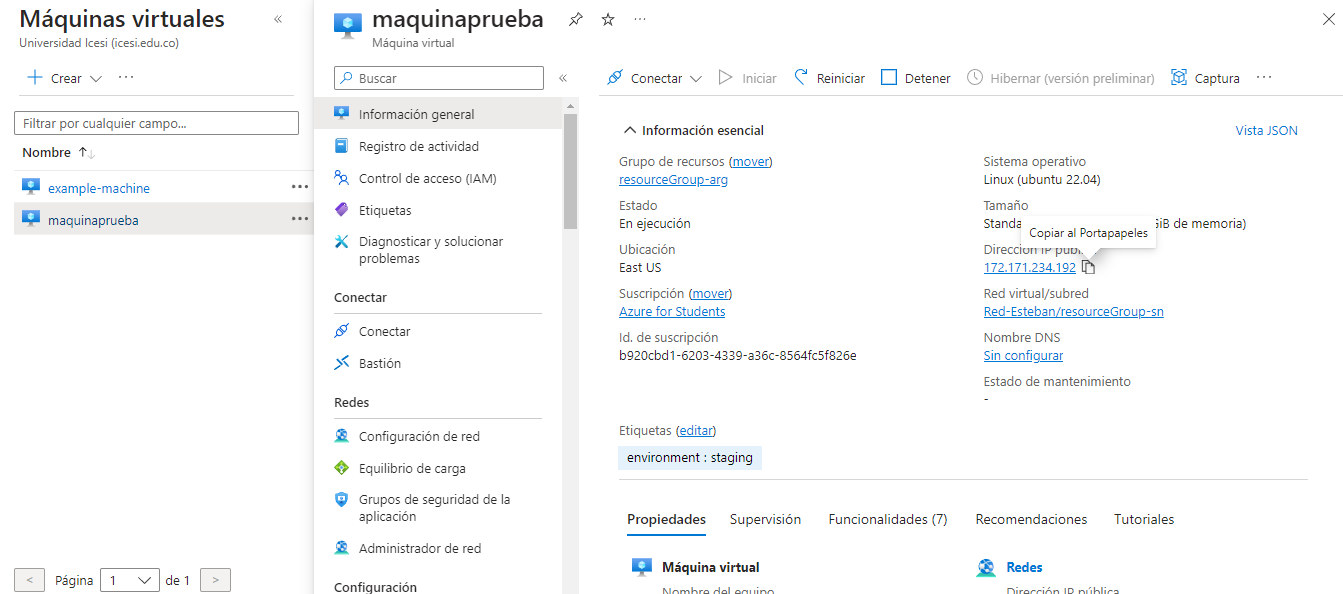 Máquinas virtuales
Universidad Icesi (icesi.edu.co)
Crear
Filtrar por cualquier campo...
Nombre
example-machine
maquinaprueba
Página 1 de 1
maquinaprueba
Máquina virtual
Buscar
Información general
Registro de actividad
Control de acceso (IAM)
Etiquetas
Diagnosticar y solucionar
problemas
Conectar
Conectar
Bastión
Redes
Configuración de red
Equilibrio de carga
Grupos de seguridad de la
aplicación
Administrador de red
Configuración
Conectar Iniciar Reiniciar Detener Hibernar (versión preliminar) Captura
Información esencial
Vista JSON
Grupo de recursos (mover)
resourceGroup-arg
Estado
En ejecución
Ubicación
East US
Suscripción (mover)
Azure for Students
Id. de suscripción
b920cbd1-6203-4339-a36c-8564fc5f826e
Sistema operativo
Linux (ubuntu 22.04)
Tamaño
Standa GiB de memoria)
Copiar al Portapapeles
Dirección IP públi
172.171.234.192
Red virtual/subred
Red-Esteban/resourceGroup-sn
Nombre DNS
Sin configurar
Estado de mantenimiento
-
Etiquetas (editar)
environment : staging
Propiedades Supervisión Funcionalidades (7) Recomendaciones Tutoriales
Máquina virtual
Nombre del equipo
Redes
Dirección IP pública